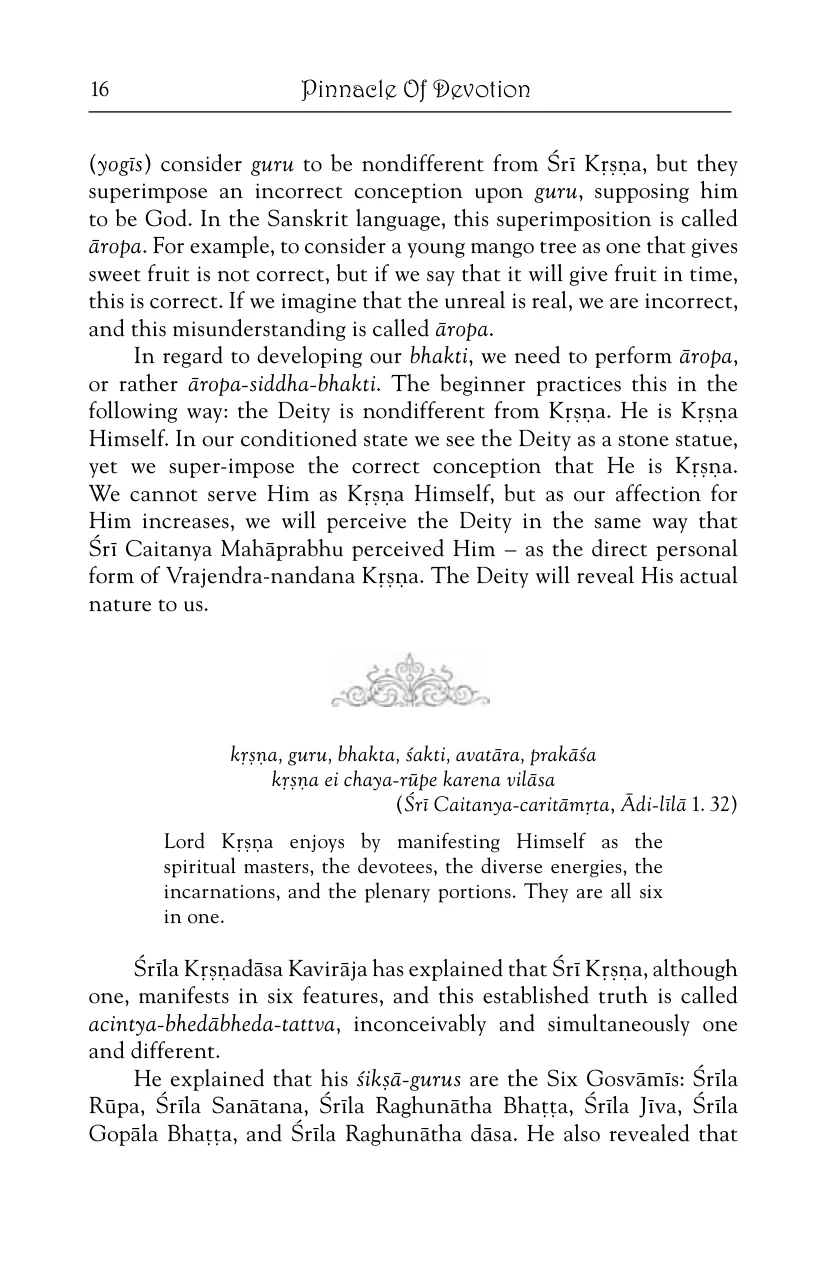 16 Pinnacle Of Devotion
(yogīs) consider guru to be nondifferent from Śrī Kṛṣṇa, but they
superimpose an incorrect conception upon guru, supposing him
to be God. In the Sanskrit language, this superimposition is called
āropa. For example, to consider a young mango tree as one that gives
sweet fruit is not correct, but if we say that it will give fruit in time,
this is correct. If we imagine that the unreal is real, we are incorrect,
and this misunderstanding is called āropa.
In regard to developing our bhakti, we need to perform āropa,
or rather āropa-siddha-bhakti. The beginner practices this in the
following way: the Deity is nondifferent from Kṛṣṇa. He is Kṛṣṇa
Himself. In our conditioned state we see the Deity as a stone statue,
yet we super-impose the correct conception that He is Kṛṣṇa.
We cannot serve Him as Kṛṣṇa Himself, but as our affection for
Him increases, we will perceive the Deity in the same way that
Śrī Caitanya Mahāprabhu perceived Him – as the direct personal
form of Vrajendra-nandana Kṛṣṇa. The Deity will reveal His actual
nature to us.
kṛṣṇa, guru, bhakta, śakti, avatāra, prakāśa
kṛṣṇa ei chaya-rūpe karena vilāsa
(Śrī Caitanya-caritāmṛta, Ādi-līlā 1. 32)
Lord Kṛṣṇa enjoys by manifesting Himself as the
spiritual masters, the devotees, the diverse energies, the
incarnations, and the plenary portions. They are all six
in one.
Śrīla Kṛṣṇadāsa Kavirāja has explained that Śrī Kṛṣṇa, although
one, manifests in six features, and this established truth is called
acintya-bhedābheda-tattva, inconceivably and simultaneously one
and different.
He explained that his śikṣā-gurus are the Six Gosvāmīs: Śrīla
Rūpa, Śrīla Sanātana, Śrīla Raghunātha Bhaṭṭa, Śrīla Jīva, Śrīla
Gopāla Bhaṭṭa, and Śrīla Raghunātha dāsa. He also revealed that